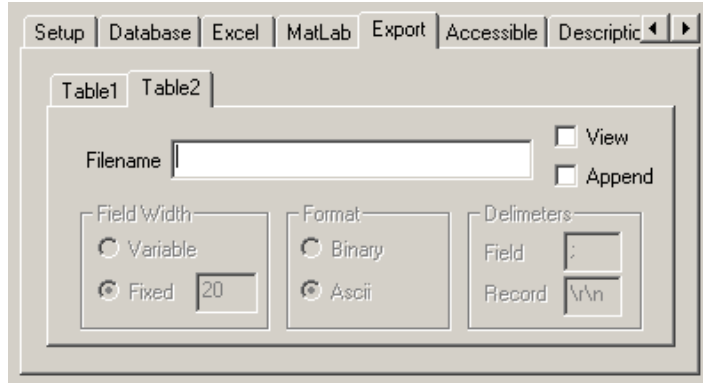 Setup Database Excel MatLab Export Accessible Descriptic
Table1 Table2
Filename
View
Append
Field Width Format Delimeters
Variable Binary Field ;
Fixed 20 Ascii Record \r\n